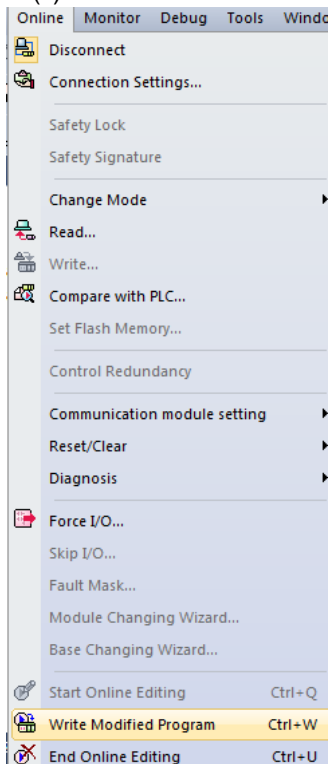 Online Monitor Debug Tools
Disconnect
Connection Settings...
Safety Lock
Safety Signature
Change Mode
Read...
Write...
Compare with PLC...
Set Flash Memory...
Control Redundancy
Communication module setting
Reset/Clear
Diagnosis
Force I/O...
Skip I/O...
Fault Mask...
Module Changing Wizard...
Base Changing Wizard...
Start Online Editing Ctrl+Q
Write Modified Program Ctrl+W
End Online Editing Ctrl+U